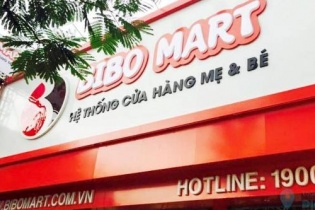 BIBO MART
HỆ THỐNG CỬA HÀNG MẸ & BÉ
.BIBOMART.COM.VN
HOTLINE: 1900